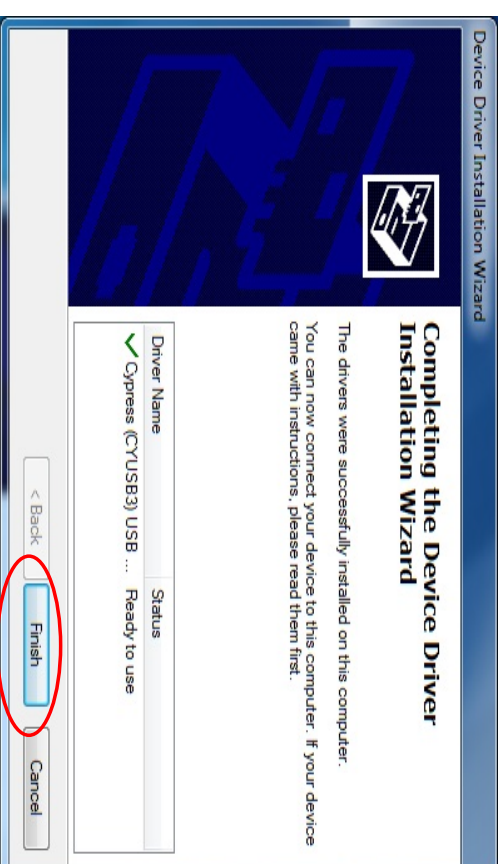 Device Driver Installation Wizard
Completing the Device Driver
Installation Wizard
The drivers were successfully installed on this computer.
You can now connect your device to this computer. If your device
came with instructions, please read them first.
Driver Name Status
Cypress (CYUSB3) USB ... Ready to use
< Back Finish Cancel